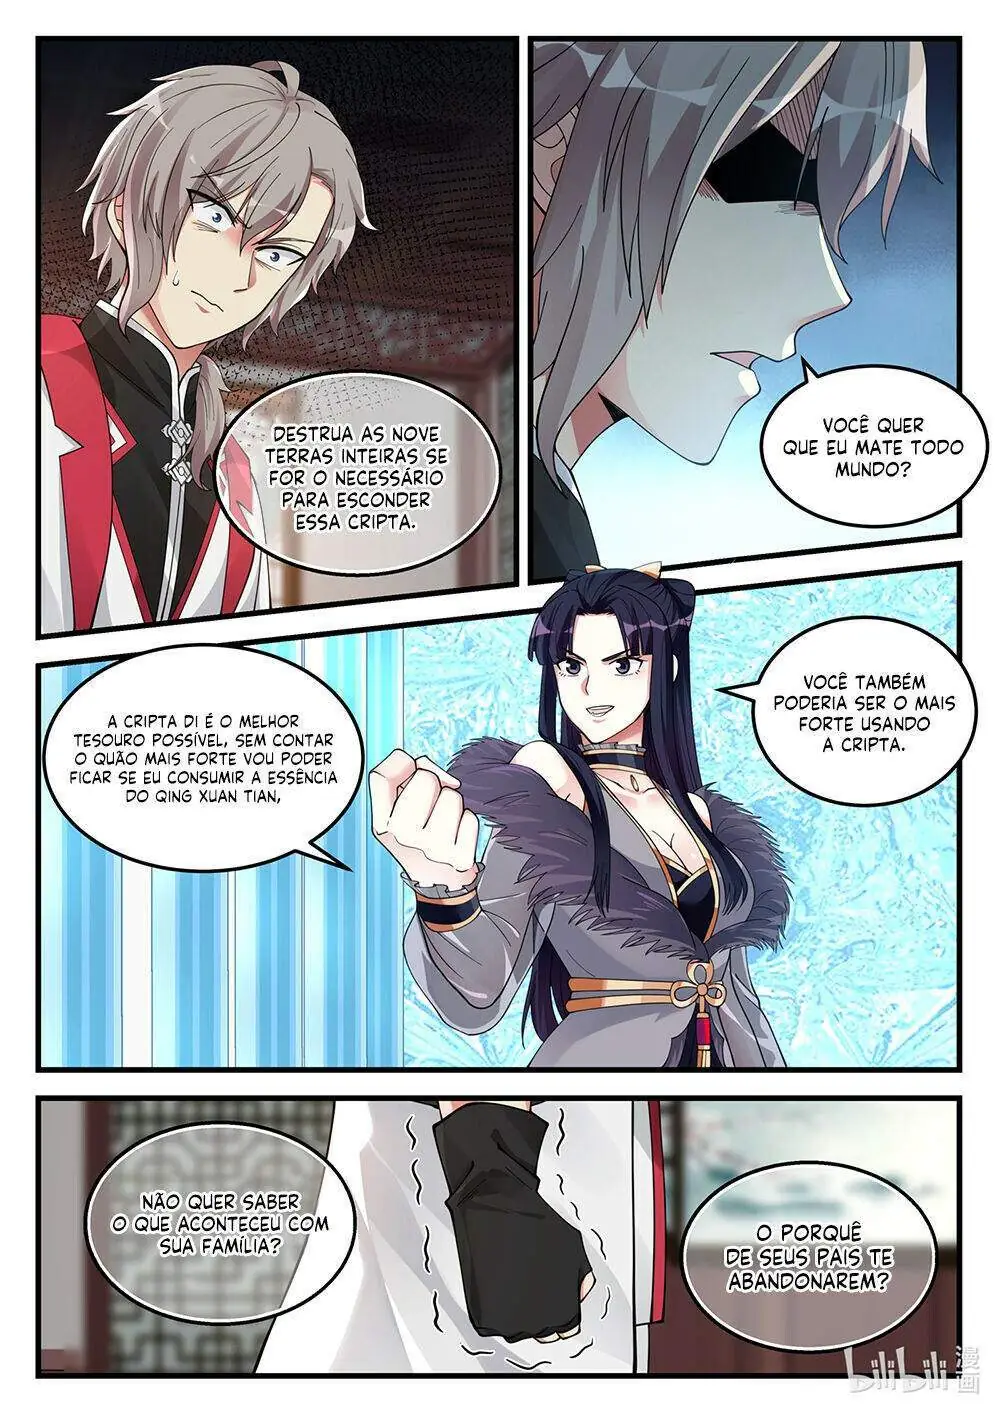 DESTRUA AS NOVE
TERRAS INTEIRAS SE
FOR O NECESSÁRIO
PARA ESCONDER
ESSA CRIPTA.
VOCÊ QUER
QUE EU MATE TODO
MUNDO?
A CRIPTA DI É O MELHOR
TESOURO POSSÍVEL, SEM CONTAR
O QUÃO MAIS FORTE VOU PODER
FICAR SE EU CONSUMIR A ESSÊNCIA
DO QING XUAN TIAN,
VOCÊ TAMBÉM
PODERIA SER O MAIS
FORTE USANDO
A CRIPTA.
NÃO QUER SABER
O QUE ACONTECEU COM
SUA FAMÍLIA?
O PORQUÊ
DE SEUS PAIS TE
ABANDONAREM?
bilibili 漫画